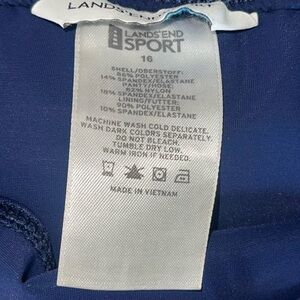 LANDS' END
LANDS' END
SPORT
16
SHELL/OBERSTOFF:
86% POLYESTER
14% SPANDEX/ELASTANE
PANTY/HOSE:
82% NYLON
18% SPANDEX/ELASTANE
LINING/FUTTER:
90% POLYESTER
10% SPANDEX/ELASTANE
MACHINE WASH COLD DELICATE.
WASH DARK COLORS SEPARATELY.
DO NOT BLEACH.
TUMBLE DRY LOW.
WARM IRON IF NEEDED.
MADE IN VIETNAM